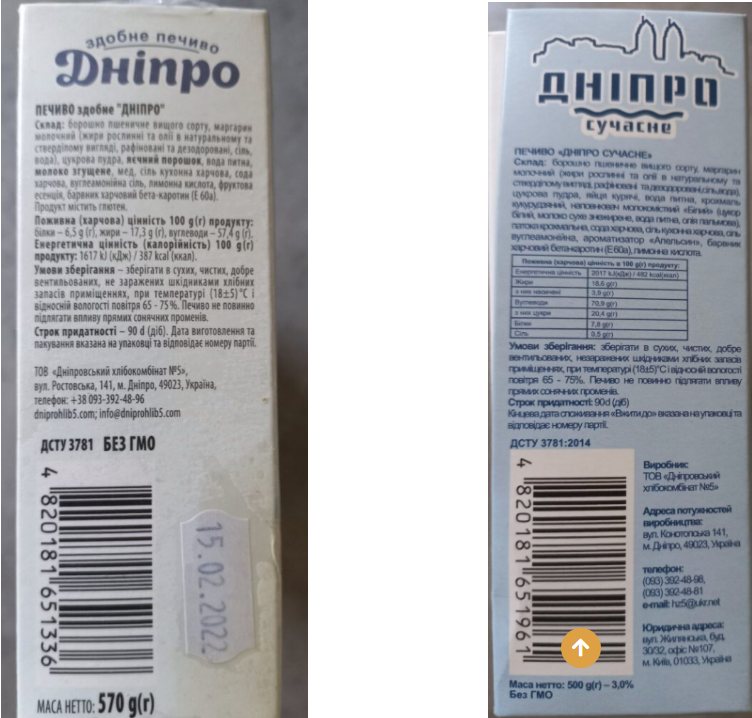 здобне печиво
Дніпро
ПЕЧИВО здобне "ДНІПРО"
Склад: борошно пшеничне вищого сорту, маргарин
молочний (жири рослинні та олії в натуральному та
стверділому вигляді, рафіновані та дезодоровані, сіль,
вода), цукрова пудра, яєчний порошок, вода питна,
молоко згущене, мед, сіль кухонна харчова, сода
харчова, вуглеамонійна сіль, лимонна кислота, фруктова
есенція, барвник харчовий бета-каротин (Е 60а).
Продукт містить глютен.
Поживна (харчова) цінність 100 g(г) продукту:
білки – 6,5 g(г), жири – 17,3 g(г), вуглеводи – 57,4 g(г).
Енергетична цінність (калорійність) 100 g(г)
продукту: 1617 kJ (кДж) / 387 kcal (ккал).
Умови зберігання – зберігати в сухих, чистих, добре
вентильованих, не заражених шкідниками хлібних
запасів приміщеннях, при температурі (18±5)°С і
відносній вологості повітря 65 - 75%. Печиво не повинно
підлягати впливу прямих сонячних променів.
Строк придатності – 90 d (діб). Дата виготовлення та
пакування вказана на упаковці та відповідає номеру партії.
ТОВ «Дніпровський хлібокомбінат №5»,
вул. Ростовська, 141, м. Дніпро, 49023, Україна,
телефон: +38 093-392-48-96
dniprohlib5.com; info@dniprohlib5.com
ДСТУ 3781 БЕЗ ГМО
4 820181 651336
15.02.2022
МАСА НЕТТО: 570 g(г)
ДНІПРО
сучасне
ПЕЧИВО «ДНІПРО СУЧАСНЕ»
Склад: борошно пшеничне вищого сорту, маргарин
молочний (жири рослинні та олії в натуральному та
стверділому вигляді, рафіновані та дезодоровані, сіль, вода),
цукрова пудра, яйця курячі, вода питна, крохмаль
кукурудзяний, наповнювач молокомісткий «Білий» (цукор
білий, молоко сухе знежирене, вода питна, олія пальмова),
патока крохмальна, сода харчова, сіль кухонна харчова, сіль
вуглеамонійна, ароматизатор «Апельсин», барвник
харчовий бетакаротин (Е60а), лимонна кислота.
Поживна (харчова) цінність в 100 g(г) продукту:
Енергетична цінність 2017 kJ(кДж) / 482 kcal(ккал)
Жири 18,6 g(г)
з них насичені 3,9 g(г)
Вуглеводи 70,9 g(г)
з них цукри 20,4 g(г)
Білки 7,8 g(г)
Сіль 0,5 g(г)
Умови зберігання: зберігати в сухих, чистих, добре
вентильованих, незаражених шкідниками хлібних запасів
приміщеннях, при температурі (18±5)°С і відносній вологості
повітря 65 - 75%. Печиво не повинно підлягати впливу
прямих сонячних променів.
Строк придатності: 90d (діб)
Кінцева дата споживання «Вжити до» вказана на упаковці та
відповідає номеру партії.
ДСТУ 3781:2014
4 820181 651961
Виробник:
ТОВ «Дніпровський
хлібокомбінат №5»
Адреса потужностей
виробництва:
вул. Конотопська 141,
м. Дніпро, 49023, Україна
телефон:
(093) 392-48-98,
(093) 392-48-81
e-mail: hz5@ukr.net
Юридична адреса:
вул. Жилянська, буд.
30/32, офіс №107,
м. Київ, 01033, Україна
Маса нетто: 500 g(г) – 3,0%
Без ГМО